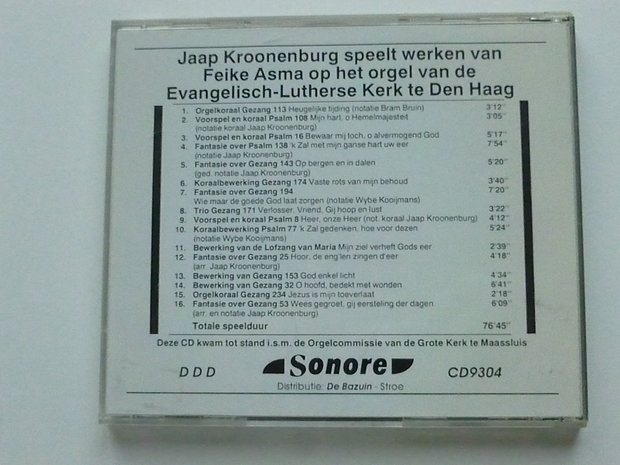 Jaap Kroonenburg speelt werken van
Feike Asma op het orgel van de
Evangelisch-Lutherse Kerk te Den Haag
1. Orgelkoraal Gezang 113 Heugelijke tijding (notatie Bram Bruin) 3'12"
2. Voorspel en koraal Psalm 108 Mijn hart, o Hemelmajesteit 3'05"
(notatie koraal Jaap Kroonenburg)
3. Voorspel en koraal Psalm 16 Bewaar mij toch, o alvermogend God 5'17"
4. Fantasie over Psalm 138 'k Zal met mijn ganse hart uw eer 7'54"
(notatie Jaap Kroonenburg)
5. Fantasie over Gezang 143 Op bergen en in dalen 5'20"
(ged. notatie Jaap Kroonenburg)
6. Koraalbewerking Gezang 174 Vaste rots van mijn behoud 3'40"
7. Fantasie over Gezang 194 7'20"
Wie maar de goede God laat zorgen (notatie Wybe Kooijmans)
8. Trio Gezang 171 Verlosser, Vriend, Gij hoop en lust 3'22"
9. Voorspel en koraal Psalm 8 Heer, onze Heer (not. koraal Jaap Kroonenburg) 4'12"
10. Koraalbewerking Psalm 77 'k Zal gedenken, hoe voor dezen 5'24"
(notatie Wybe Kooijmans)
11. Bewerking van de Lofzang van Maria Mijn ziel verheft Gods eer 2'39"
12. Fantasie over Gezang 25 Hoor, de eng'len zingen d'eer 4'18"
(arr. Jaap Kroonenburg)
13. Bewerking van Gezang 153 God enkel licht 4'34"
14. Bewerking van Gezang 32 O hoofd, bedekt met wonden 6'41"
15. Orgelkoraal Gezang 234 Jezus is mijn toeverlaat 2'18"
16. Fantasie over Gezang 53 Wees gegroet, gij eersteling der dagen 6'09"
(arr. en notatie Jaap Kroonenburg)
Totale speelduur 76'45"
Deze CD kwam tot stand i.s.m. de Orgelcommissie van de Grote Kerk te Maassluis
D D D Sonore CD9304
Distributie: De Bazuin - Stroe